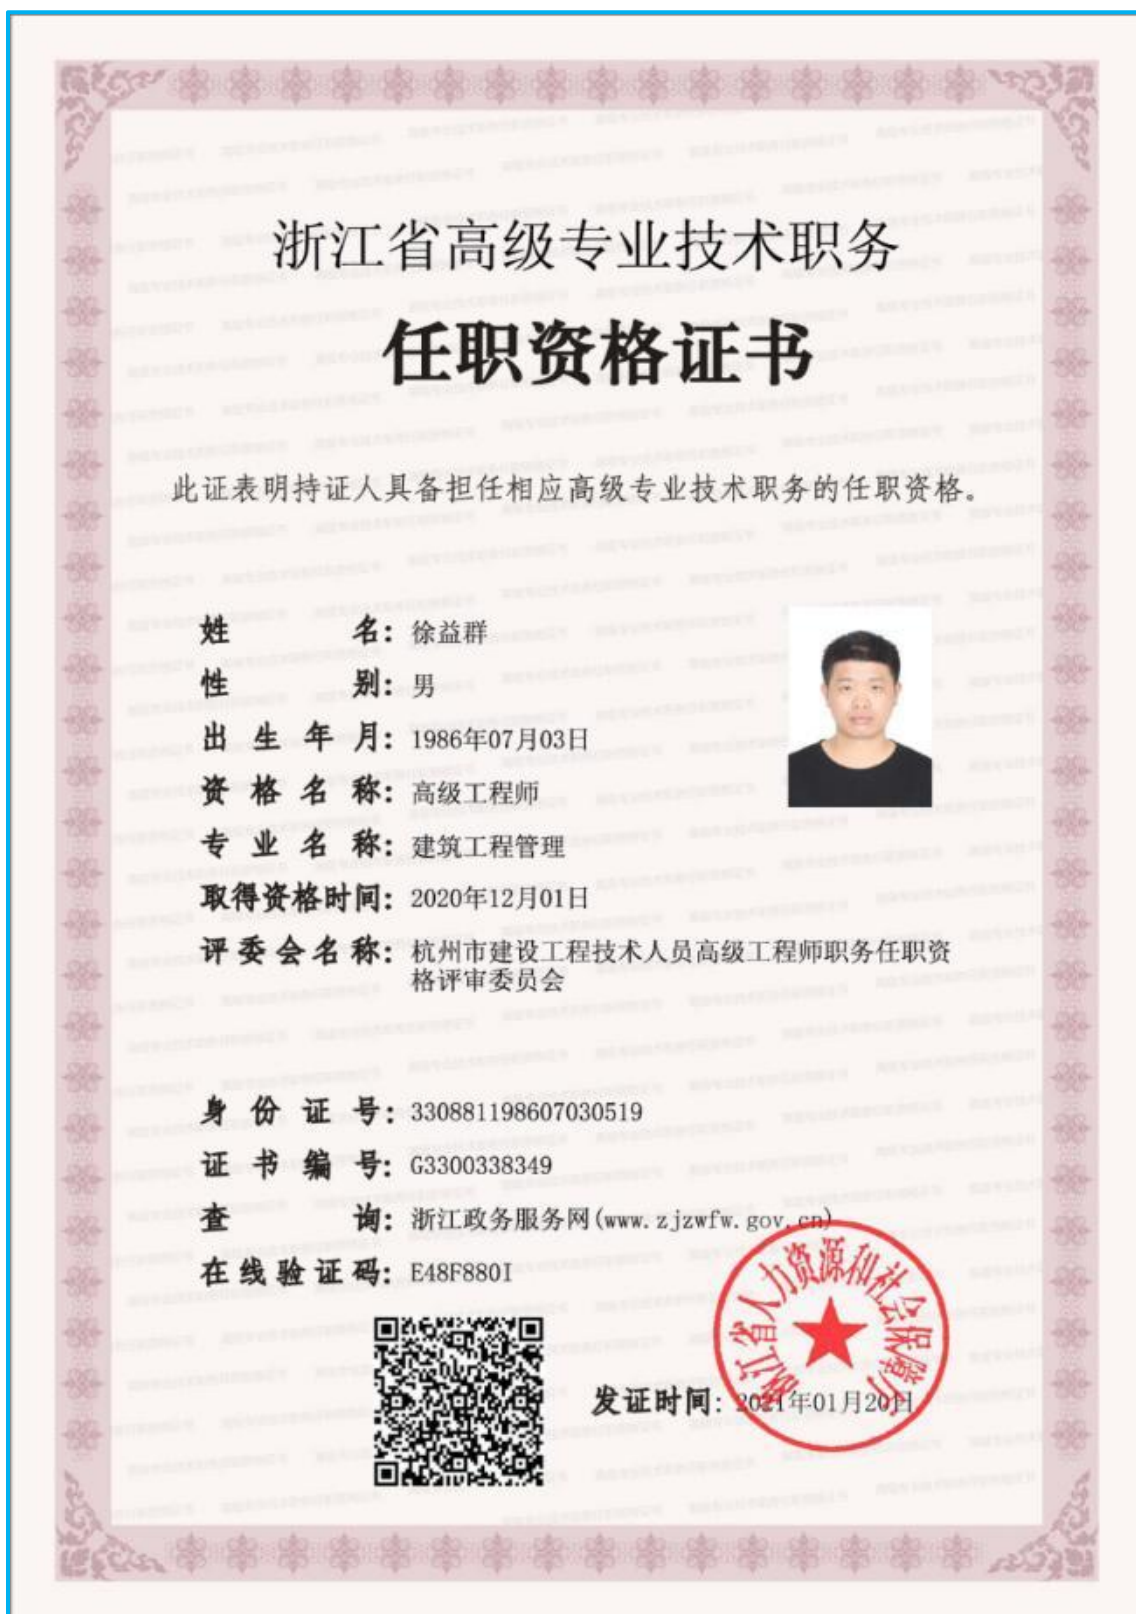 浙江省高级专业技术职务
任职资格证书
此证表明持证人具备担任相应高级专业技术职务的任职资格。
姓名：徐益群
性别：男
出生年月：1986年07月03日
资格名称：高级工程师
专业名称：建筑工程管理
取得资格时间：2020年12月01日
评委会名称：杭州市建设工程技术人员高级工程师职务任职资
格评审委员会
身份证号：330881198607030519
证书编号：G3300338349
查询：浙江政务服务网(www.zjzwfw.gov.cn)
在线验证码：E48F880I
浙江省人力资源和社会保障厅
发证时间：2021年01月20日